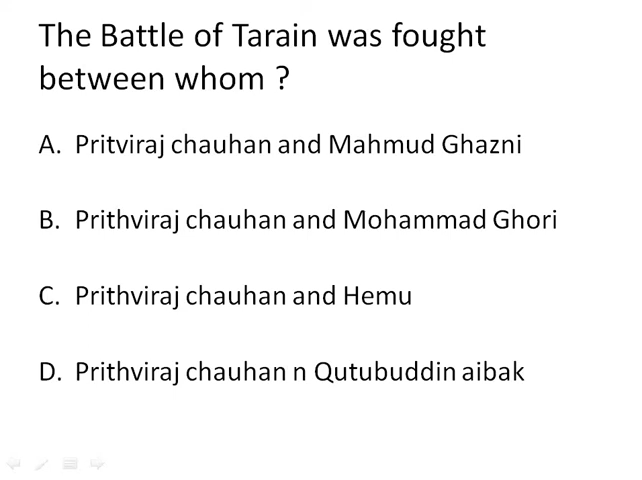 The Battle of Tarain was fought
between whom ?
A. Pritviraj chauhan and Mahmud Ghazni
B. Prithviraj chauhan and Mohammad Ghori
C. Prithviraj chauhan and Hemu
D. Prithviraj chauhan n Qutubuddin aibak